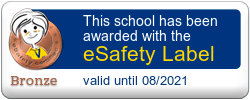 This school has been
awarded with the
eSafety Label
Bronze
valid until 08/2021